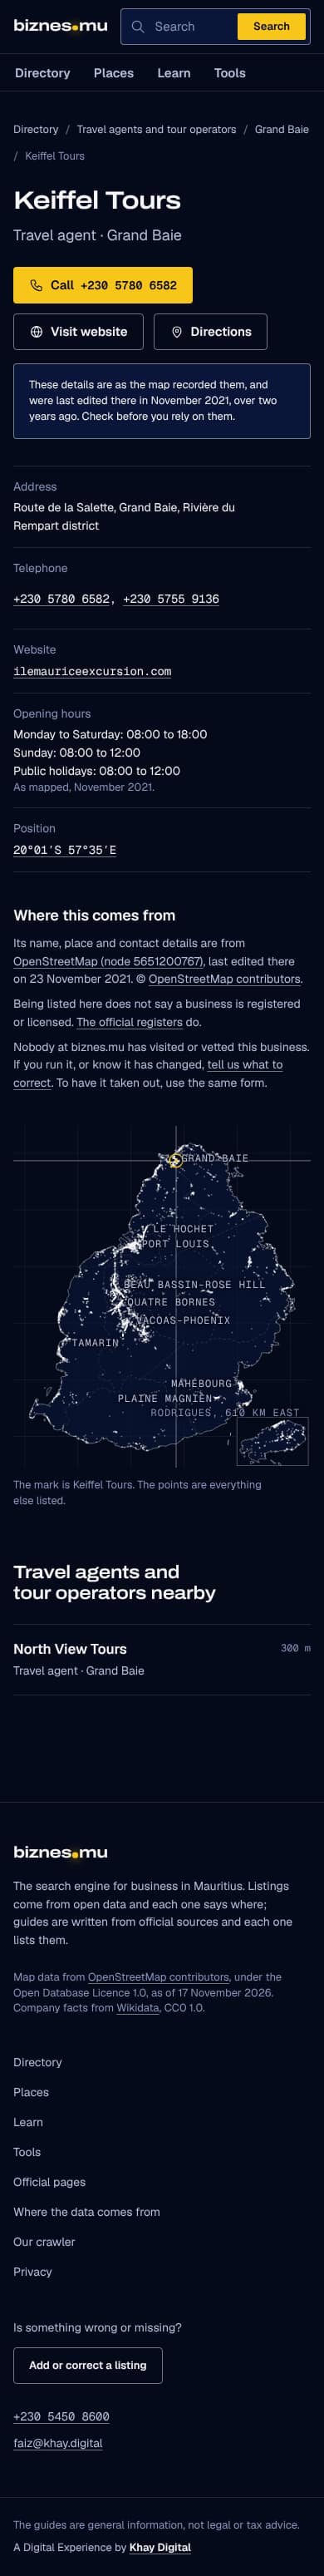 biznes.mu
Search
Search
Directory Places Learn Tools
Directory / Travel agents and tour operators / Grand Baie
/ Keiffel Tours
Keiffel Tours
Travel agent · Grand Baie
Call +230 5780 6582
Visit website
Directions
These details are as the map recorded them, and
were last edited there in November 2021, over two
years ago. Check before you rely on them.
Address
Route de la Salette, Grand Baie, Rivière du
Rempart district
Telephone
+230 5780 6582, +230 5755 9136
Website
ilemauriceexcursion.com
Opening hours
Monday to Saturday: 08:00 to 18:00
Sunday: 08:00 to 12:00
Public holidays: 08:00 to 12:00
As mapped, November 2021.
Position
20°01′S 57°35′E
Where this comes from
Its name, place and contact details are from
OpenStreetMap (node 5651200767), last edited there
on 23 November 2021. © OpenStreetMap contributors.
Being listed here does not say a business is registered
or licensed. The official registers do.
Nobody at biznes.mu has visited or vetted this business.
If you run it, or know it has changed, tell us what to
correct. To have it taken out, use the same form.
GRAND-BAIE
LE HOCHET
PORT LOUIS
BEAU BASSIN-ROSE HILL
QUATRE BORNES
VACOAS-PHOENIX
TAMARIN
MAHÉBOURG
PLAINE MAGNIEN
RODRIGUES, 610 KM EAST
The mark is Keiffel Tours. The points are everything
else listed.
Travel agents and
tour operators nearby
North View Tours 300 m
Travel agent · Grand Baie
biznes.mu
The search engine for business in Mauritius. Listings
come from open data and each one says where;
guides are written from official sources and each one
lists them.
Map data from OpenStreetMap contributors, under the
Open Database Licence 1.0, as of 17 November 2026.
Company facts from Wikidata, CC0 1.0.
Directory
Places
Learn
Tools
Official pages
Where the data comes from
Our crawler
Privacy
Is something wrong or missing?
Add or correct a listing
+230 5450 8600
faiz@khay.digital
The guides are general information, not legal or tax advice.
A Digital Experience by Khay Digital